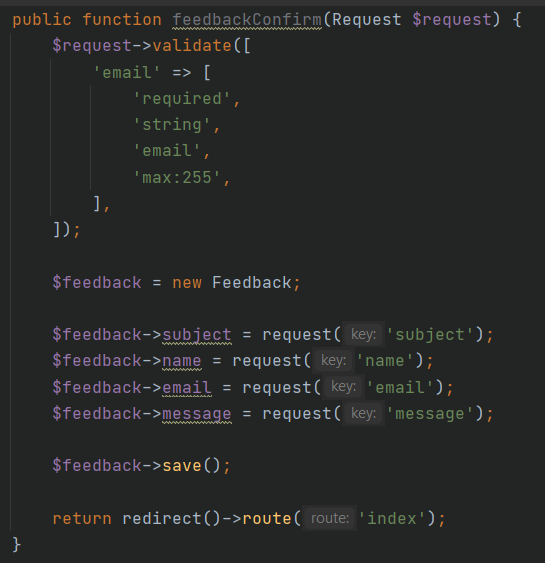 public function feedbackConfirm(Request $request) {
    $request->validate([
        'email' => [
            'required',
            'string',
            'email',
            'max:255',
        ],
    ]);

    $feedback = new Feedback;

    $feedback->subject = request( key: 'subject');
    $feedback->name = request( key: 'name');
    $feedback->email = request( key: 'email');
    $feedback->message = request( key: 'message');

    $feedback->save();

    return redirect()->route( route: 'index');
}